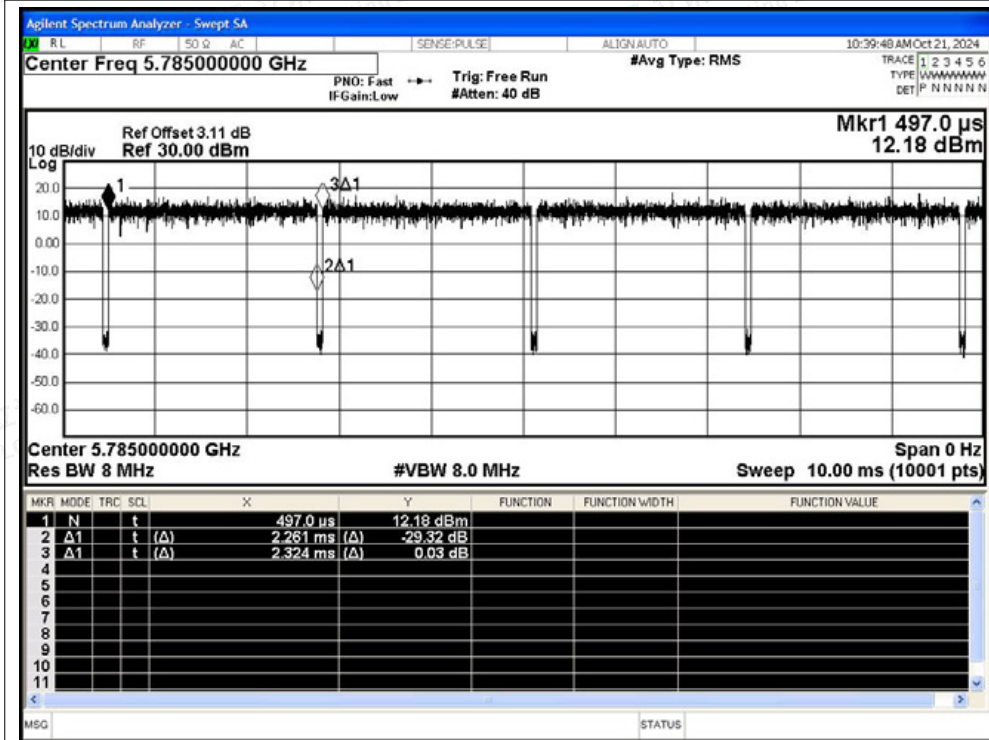 Agilent Spectrum Analyzer - Swept SA
LXI RL RF 50 Ω AC SENSE:PULSE ALIGN AUTO 10:39:48 AM Oct 21, 2024
Center Freq 5.785000000 GHz #Avg Type: RMS TRACE 1 2 3 4 5 6
PNO: Fast Trig: Free Run TYPE WWWWWW
IFGain:Low #Atten: 40 dB DET P N N N N N
Mkr1 497.0 µs
Ref Offset 3.11 dB
10 dB/div Ref 30.00 dBm 12.18 dBm
Log
20.0 1 3Δ1
10.0
0.00
-10.0 2Δ1
-20.0
-30.0
-40.0
-50.0
-60.0
Center 5.785000000 GHz Span 0 Hz
Res BW 8 MHz #VBW 8.0 MHz Sweep 10.00 ms (10001 pts)
MKR MODE TRC SCL X Y FUNCTION FUNCTION WIDTH FUNCTION VALUE
1 N t 497.0 µs 12.18 dBm
2 Δ1 t (Δ) 2.261 ms (Δ) -29.32 dB
3 Δ1 t (Δ) 2.324 ms (Δ) 0.03 dB
4
5
6
7
8
9
10
11
MSG STATUS